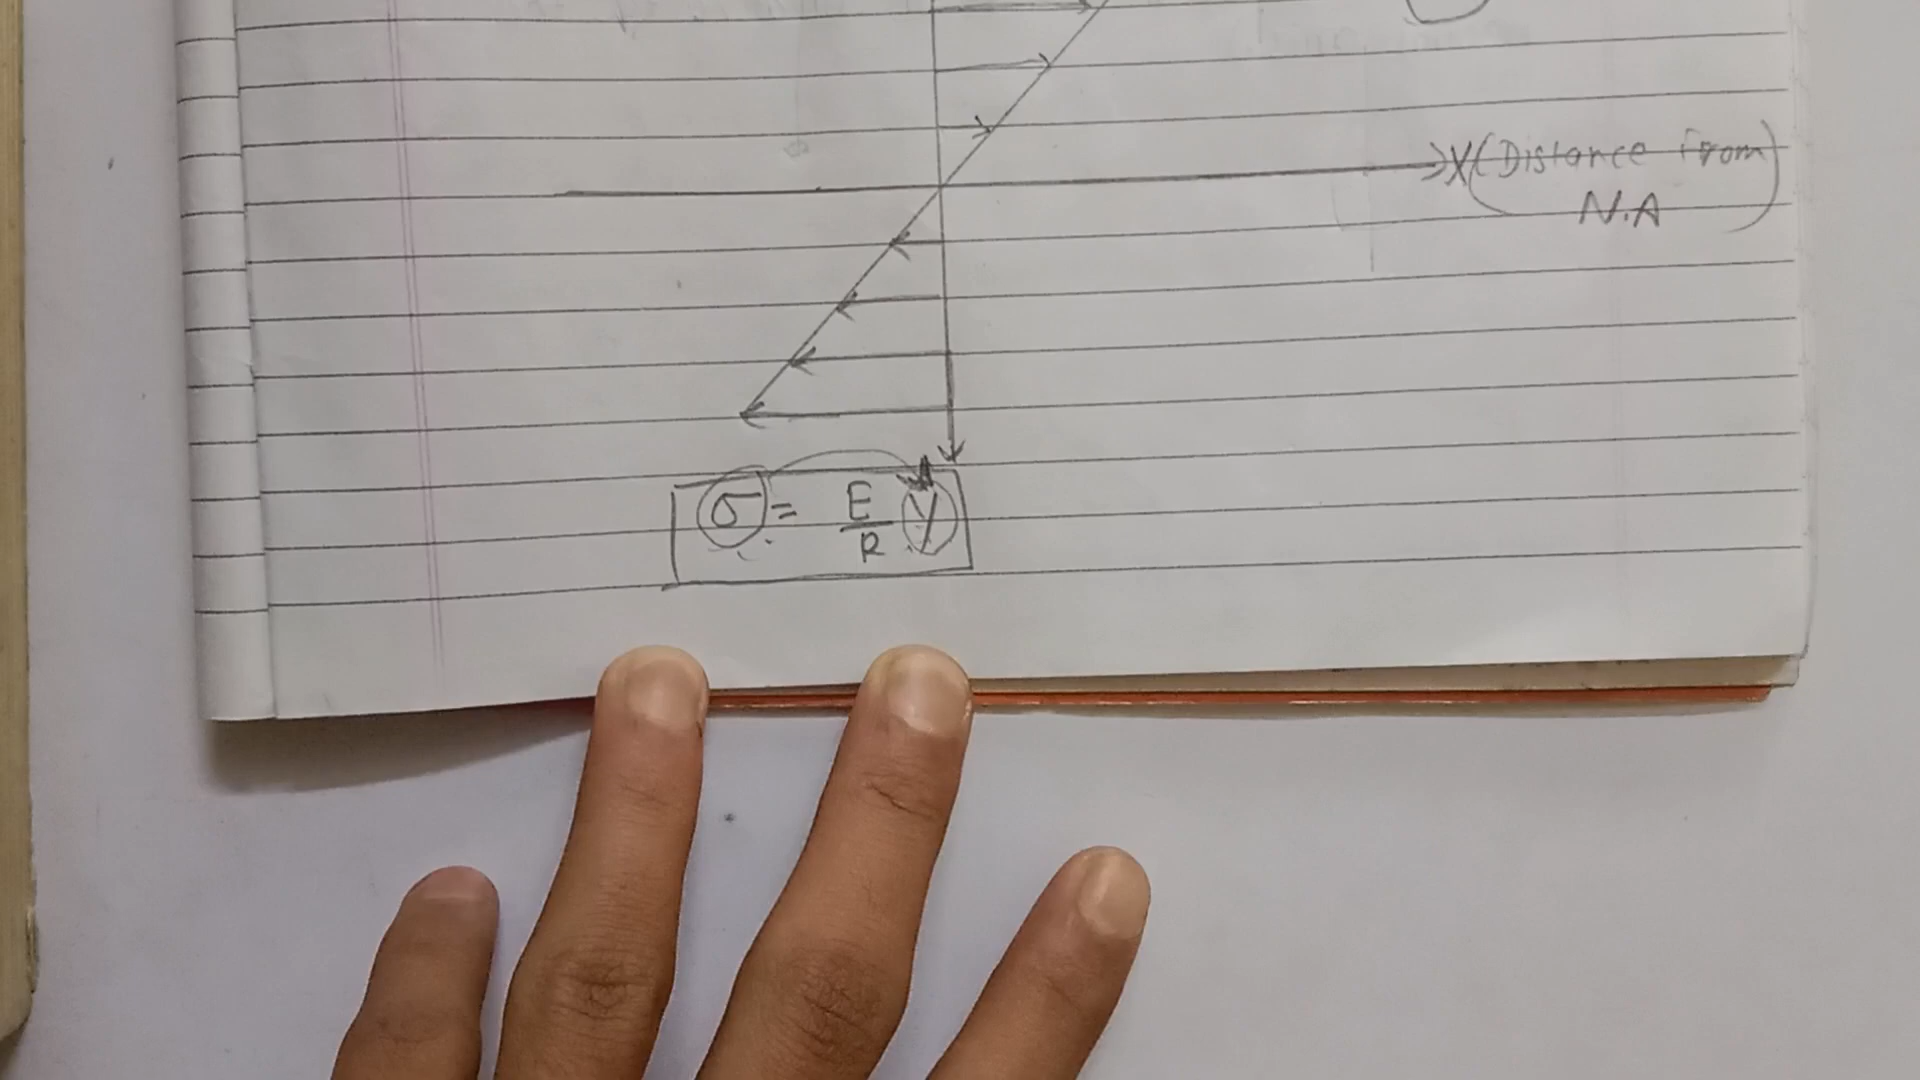 y (Distance from
N.A)
σ = E/R y